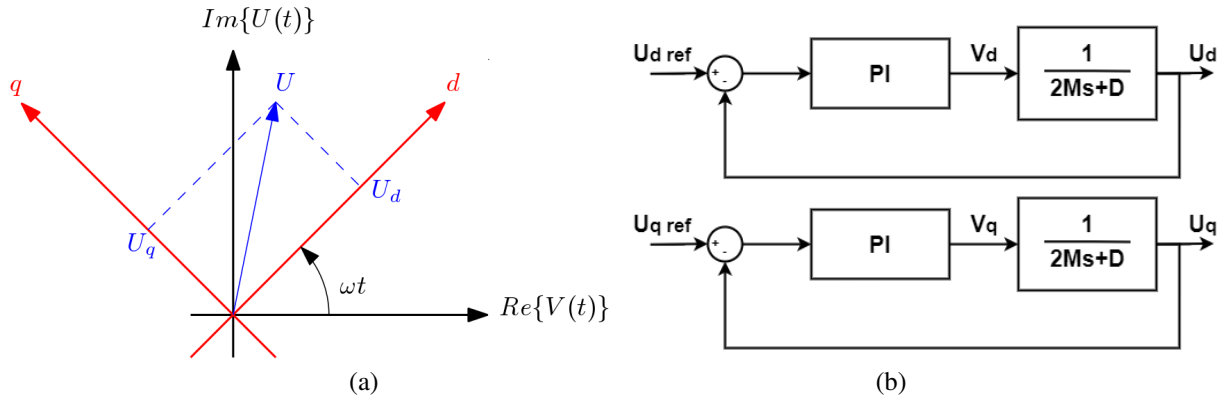 Im{U(t)}
q
U
d
U_d
U_q
ωt
Re{V(t)}
(a)
U_d ref
+
-
PI
V_d
1
2Ms+D
U_d
U_q ref
+
-
PI
V_q
1
2Ms+D
U_q
(b)